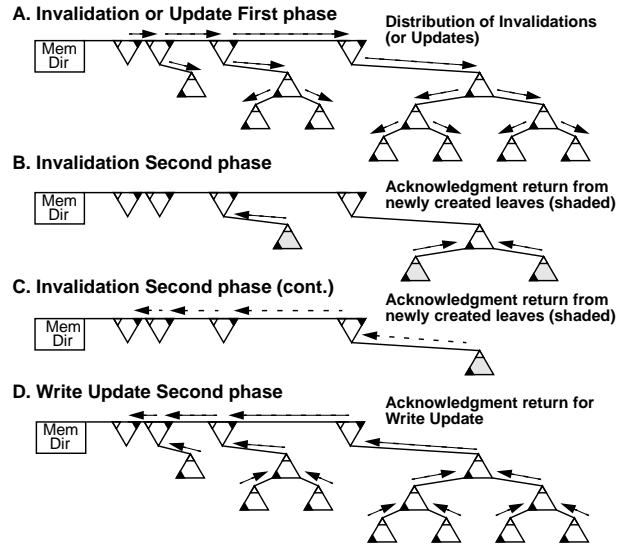 A. Invalidation or Update First phase
Distribution of Invalidations
(or Updates)
Mem
Dir
B. Invalidation Second phase
Acknowledgment return from
newly created leaves (shaded)
Mem
Dir
C. Invalidation Second phase (cont.)
Acknowledgment return from
newly created leaves (shaded)
Mem
Dir
D. Write Update Second phase
Acknowledgment return for
Write Update
Mem
Dir